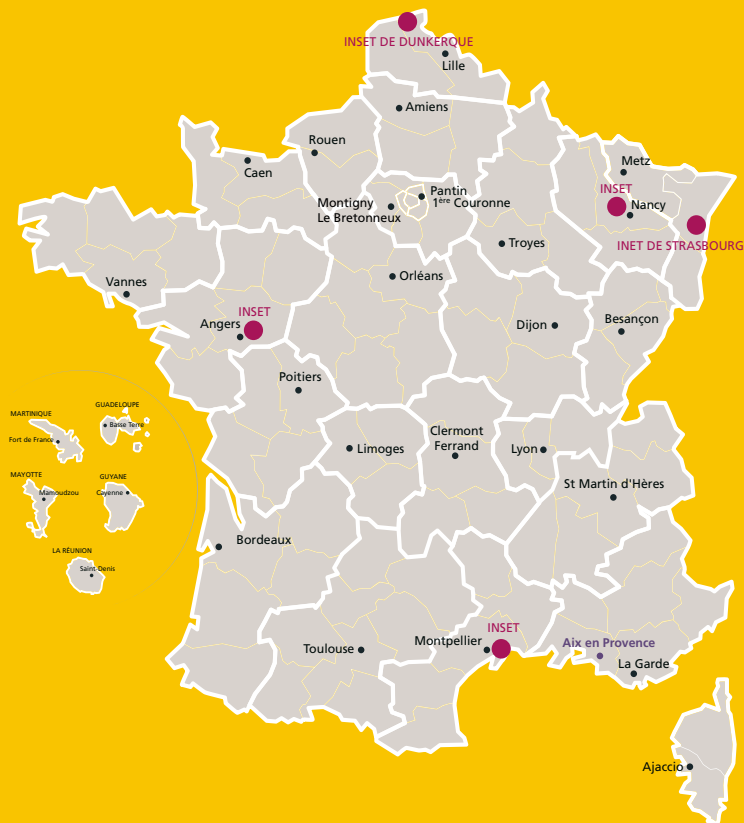 INSET DE DUNKERQUE
Lille
Amiens
Rouen
Caen
Metz
INSET
Nancy
Pantin
1ère Couronne
Montigny
Le Bretonneux
INET DE STRASBOURG
Troyes
Orléans
Vannes
INSET
Angers
Dijon
Besançon
Poitiers
MARTINIQUE
Fort de France
GUADELOUPE
Basse Terre
Limoges
Clermont
Ferrand
Lyon
MAYOTTE
Mamoudzou
GUYANE
Cayenne
St Martin d'Hères
LA RÉUNION
Saint-Denis
Bordeaux
INSET
Toulouse
Montpellier
Aix en Provence
La Garde
Ajaccio